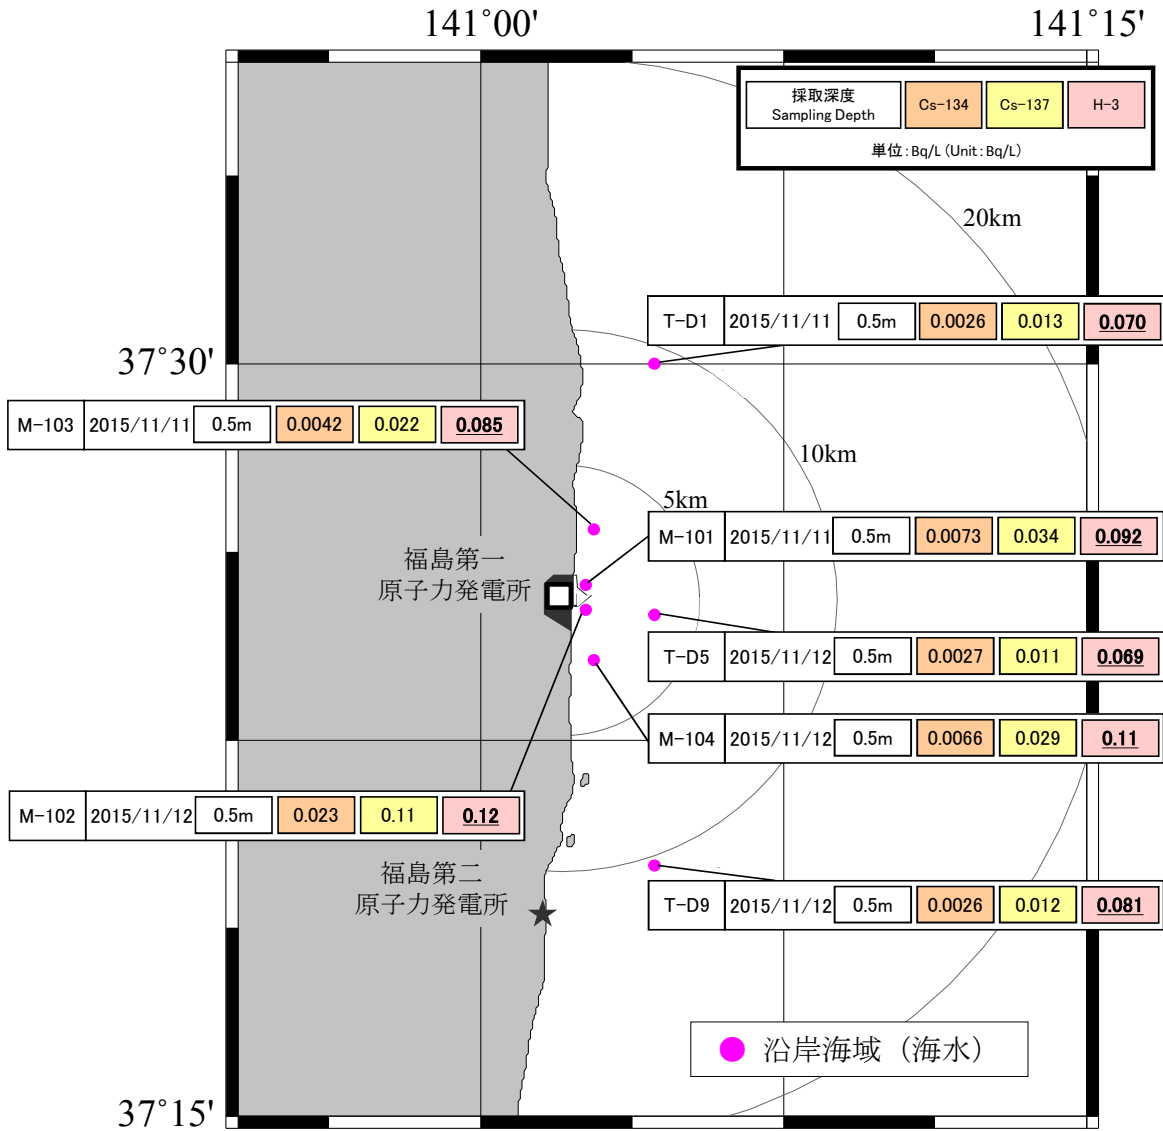 141°00'
141°15'
採取深度
Sampling Depth
Cs-134
Cs-137
H-3
単位:Bq/L (Unit:Bq/L)
20km
T-D1 2015/11/11 0.5m 0.0026 0.013 0.070
37°30'
M-103 2015/11/11 0.5m 0.0042 0.022 0.085
10km
5km
M-101 2015/11/11 0.5m 0.0073 0.034 0.092
福島第一
原子力発電所
T-D5 2015/11/12 0.5m 0.0027 0.011 0.069
M-104 2015/11/12 0.5m 0.0066 0.029 0.11
M-102 2015/11/12 0.5m 0.023 0.11 0.12
福島第二
原子力発電所
T-D9 2015/11/12 0.5m 0.0026 0.012 0.081
沿岸海域（海水）
37°15'